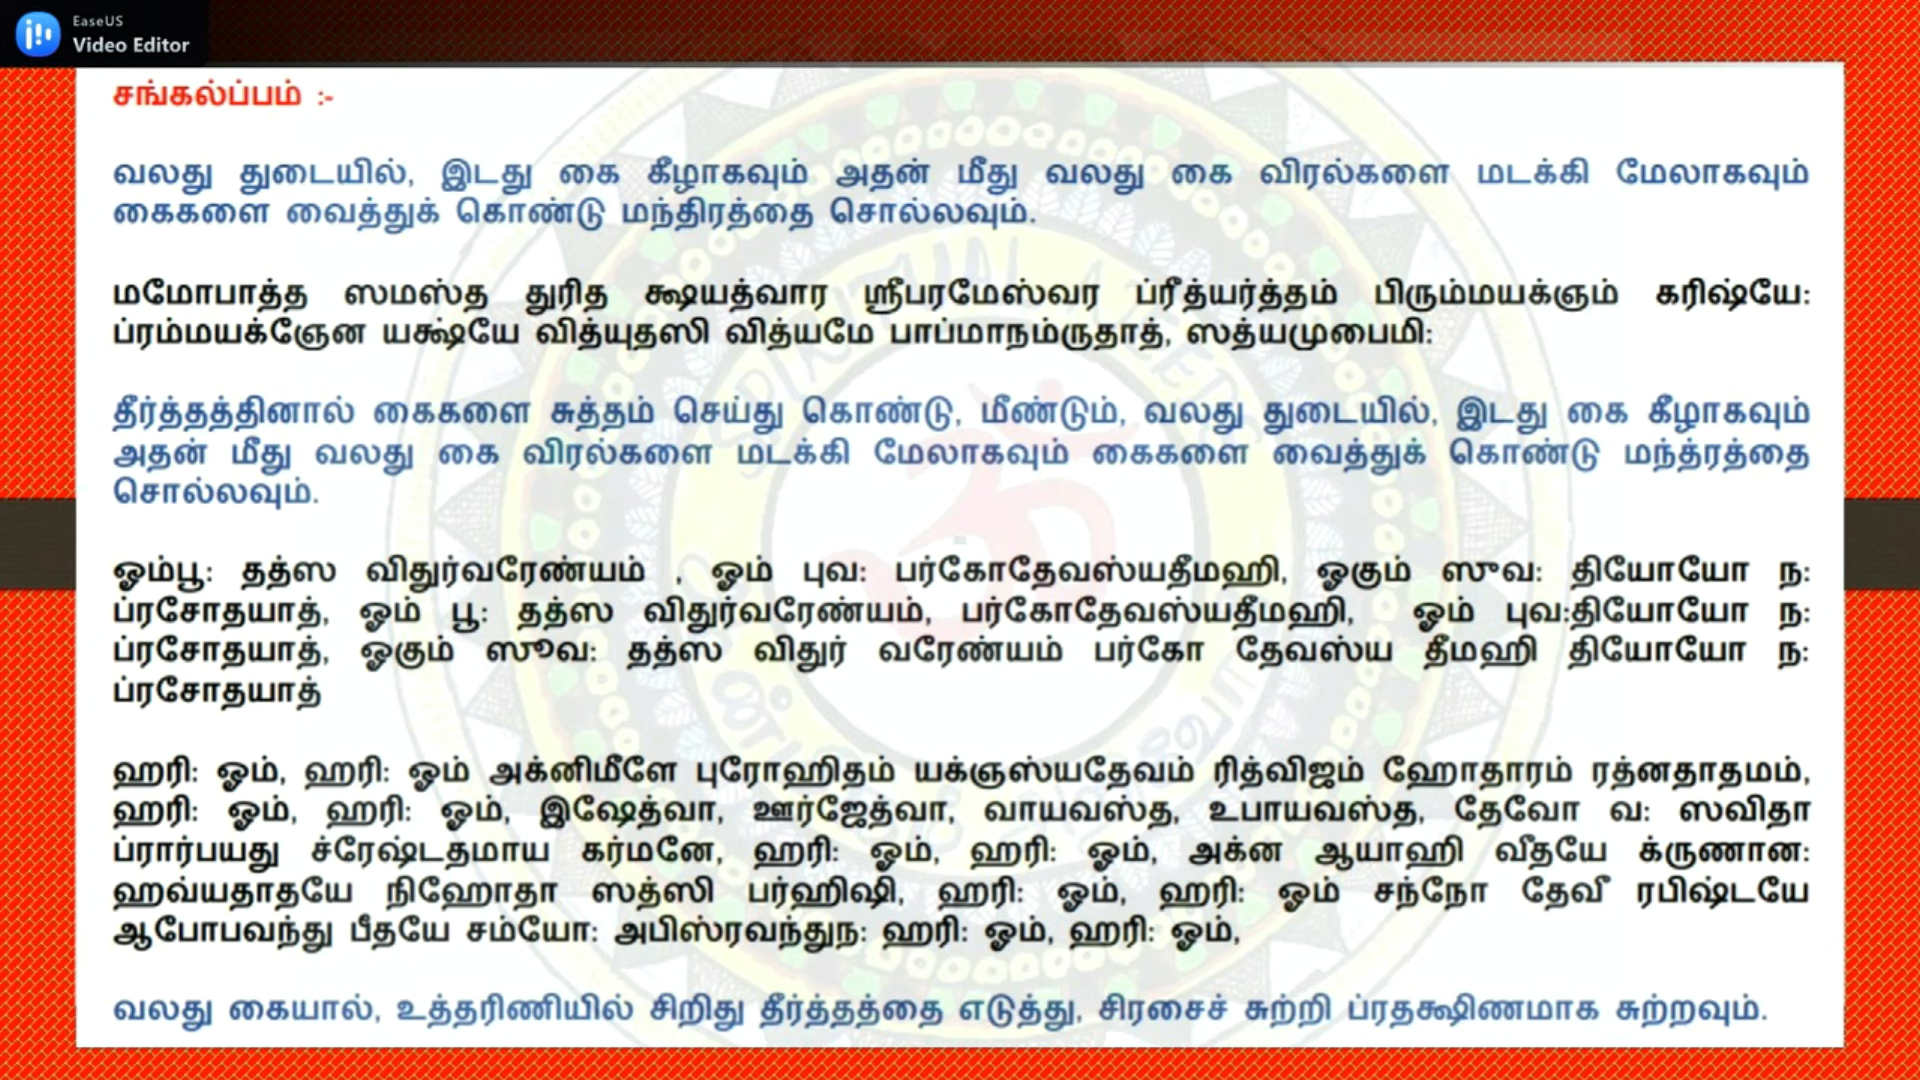 EaseUS
Video Editor
சங்கல்ப்பம் :-
வலது துடையில், இடது கை கீழாகவும் அதன் மீது வலது கை விரல்களை மடக்கி மேலாகவும்
கைகளை வைத்துக் கொண்டு மந்திரத்தை சொல்லவும்.
மமோபாத்த ஸமஸ்த துரித க்ஷயத்வார ஸ்ரீபரமேஸ்வர ப்ரீத்யர்த்தம் பிரும்மயக்ஞம் கரிஷ்யே:
ப்ரம்மயக்ஞேன யக்ஷ்யே வித்யுதஸி வித்யமே பாப்மாநம்ருதாத், ஸத்யமுபைமி:
தீர்த்தத்தினால் கைகளை சுத்தம் செய்து கொண்டு, மீண்டும், வலது துடையில், இடது கை கீழாகவும்
அதன் மீது வலது கை விரல்களை மடக்கி மேலாகவும் கைகளை வைத்துக் கொண்டு மந்த்ரத்தை
சொல்லவும்.
ஓம்பூ: தத்ஸ விதுர்வரேண்யம் , ஓம் புவ: பர்கோதேவஸ்யதீமஹி, ஓகும் ஸுவ: தியோயோ ந:
ப்ரசோதயாத், ஓம் பூ: தத்ஸ விதுர்வரேண்யம், பர்கோதேவஸ்யதீமஹி, ஓம் புவ:தியோயோ ந:
ப்ரசோதயாத், ஓகும் ஸூவ: தத்ஸ விதுர் வரேண்யம் பர்கோ தேவஸ்ய தீமஹி தியோயோ ந:
ப்ரசோதயாத்
ஹரி: ஓம், ஹரி: ஓம் அக்னிமீளே புரோஹிதம் யக்ஞஸ்யதேவம் ரித்விஜம் ஹோதாரம் ரத்னதாதமம்,
ஹரி: ஓம், ஹரி: ஓம், இஷேத்வா, ஊர்ஜேத்வா, வாயவஸ்த, உபாயவஸ்த, தேவோ வ: ஸவிதா
ப்ரார்பயது ச்ரேஷ்டதமாய கர்மனே, ஹரி: ஓம், ஹரி: ஓம், அக்ன ஆயாஹி வீதயே க்ருணான:
ஹவ்யதாதயே நிஹோதா ஸத்ஸி பர்ஹிஷி, ஹரி: ஓம், ஹரி: ஓம் சந்நோ தேவீ ரபிஷ்டயே
ஆபோபவந்து பீதயே சம்யோ: அபிஸ்ரவந்துந: ஹரி: ஓம், ஹரி: ஓம்,
வலது கையால், உத்தரிணியில் சிறிது தீர்த்தத்தை எடுத்து, சிரசைச் சுற்றி ப்ரதக்ஷிணமாக சுற்றவும்.